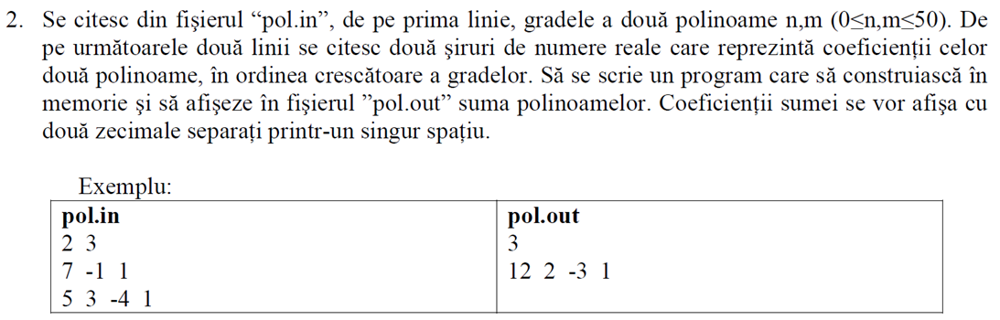 2. Se citesc din fişierul “pol.in”, de pe prima linie, gradele a două polinoame n,m (0≤n,m≤50). De
pe următoarele două linii se citesc două şiruri de numere reale care reprezintă coeficienţii celor
două polinoame, în ordinea crescătoare a gradelor. Să se scrie un program care să construiască în
memorie şi să afişeze în fişierul ”pol.out” suma polinoamelor. Coeficienţii sumei se vor afişa cu
două zecimale separaţi printr-un singur spaţiu.
Exemplu:
pol.in
2 3
7 -1 1
5 3 -4 1
pol.out
3
12 2 -3 1